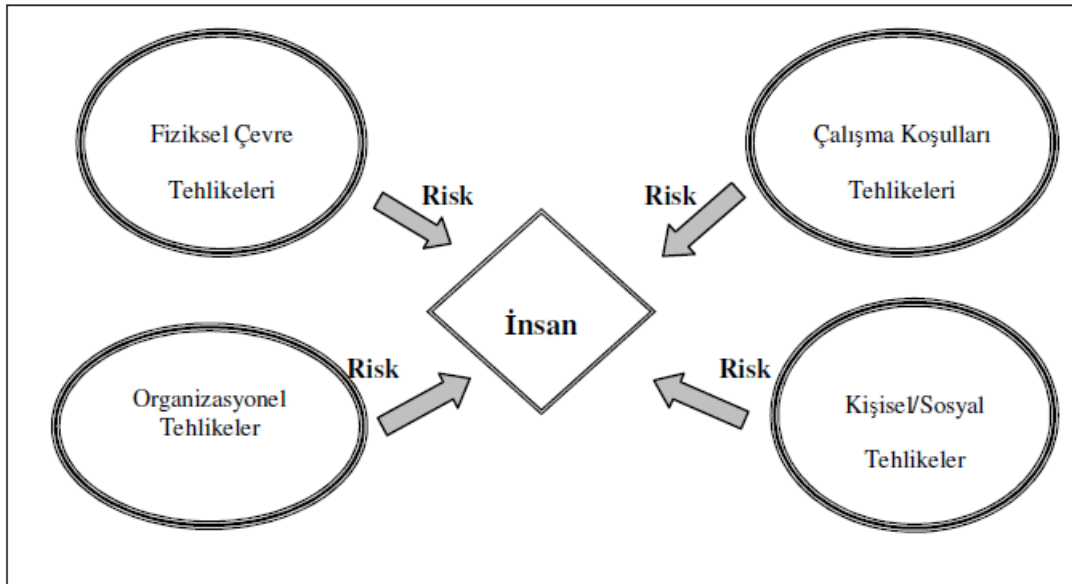 Fiziksel Çevre
Tehlikeleri
Çalışma Koşulları
Tehlikeleri
Risk
Risk
İnsan
Risk
Risk
Organizasyonel
Tehlikeler
Kişisel/Sosyal
Tehlikeler